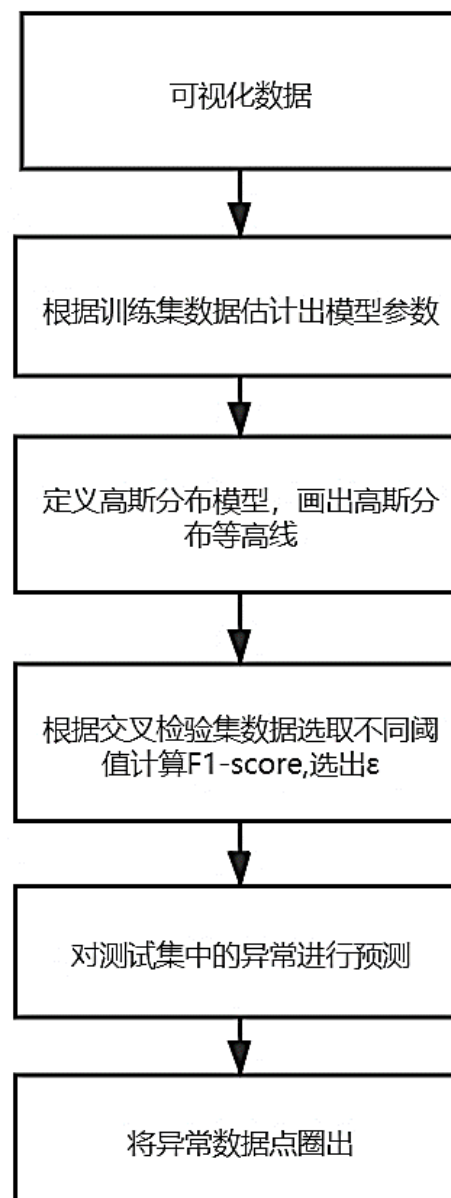 可视化数据
根据训练集数据估计出模型参数
定义高斯分布模型，画出高斯分
布等高线
根据交叉检验集数据选取不同阈
值计算F1-score,选出ε
对测试集中的异常进行预测
将异常数据点圈出